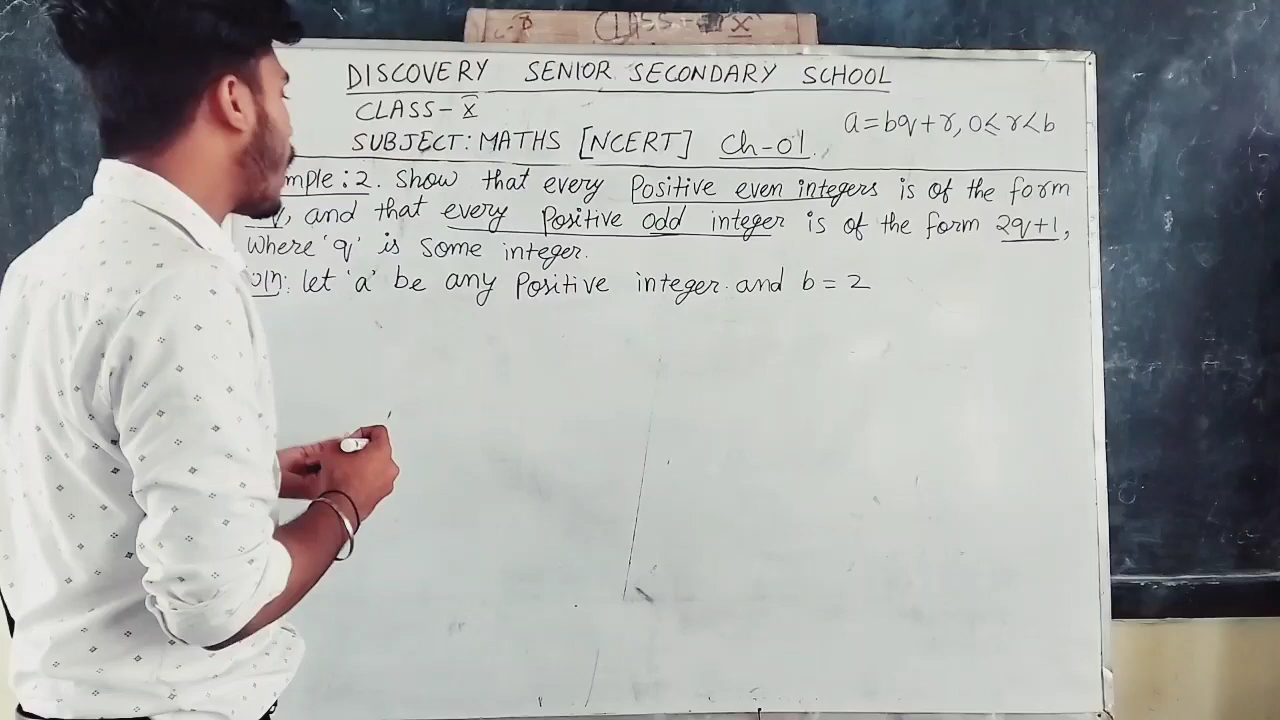 CLASS - X
DISCOVERY SENIOR SECONDARY SCHOOL
CLASS - X
SUBJECT: MATHS [NCERT] Ch-01.
a=bq+r, 0≤r<b
mple: 2. Show that every Positive even integers is of the form
q, and that every Positive odd integer is of the form 2q+1,
Where 'q' is some integer.
oln: let 'a' be any Positive integer. and b = 2